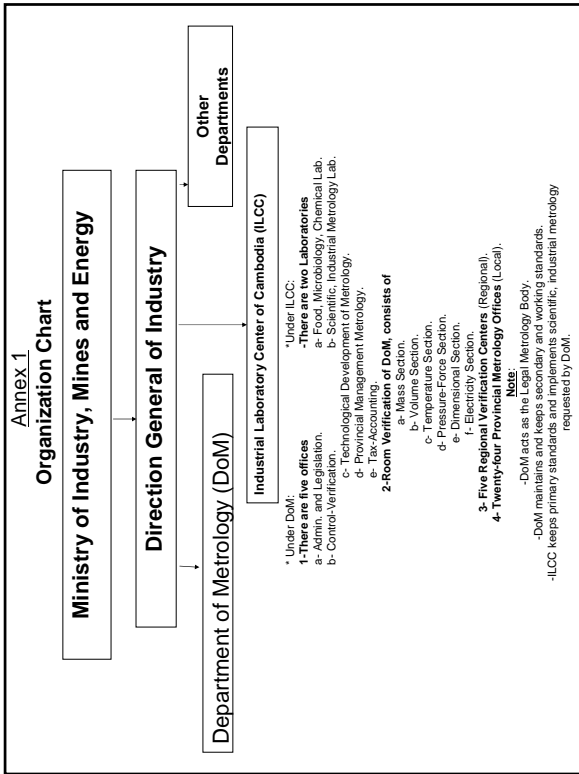 Annex 1
Organization Chart
Ministry of Industry, Mines and Energy
Direction General of Industry
Department of Metrology (DoM)
Other
Departments
Industrial Laboratory Center of Cambodia (ILCC)
* Under DoM:
1-There are five offices
a- Admin. and Legislation.
b- Control-Verification.
c- Technological Development of Metrology.
d- Provincial Management Metrology.
e- Tax-Accounting.
2-Room Verification of DoM, consists of
a- Mass Section.
b- Volume Section.
c- Temperature Section.
d- Pressure-Force Section.
e- Dimensional Section.
f- Electricity Section.
3- Five Regional Verification Centers (Regional).
4- Twenty-four Provincial Metrology Offices (Local).
*Under ILCC:
-There are two Laboratories
a- Food, Microbiology, Chemical Lab.
b- Scientific, Industrial Metrology Lab.
Note:
-DoM acts as the Legal Metrology Body.
-DoM maintains and keeps secondary and working standards.
-ILCC keeps primary standards and implements scientific, industrial metrology
requested by DoM.